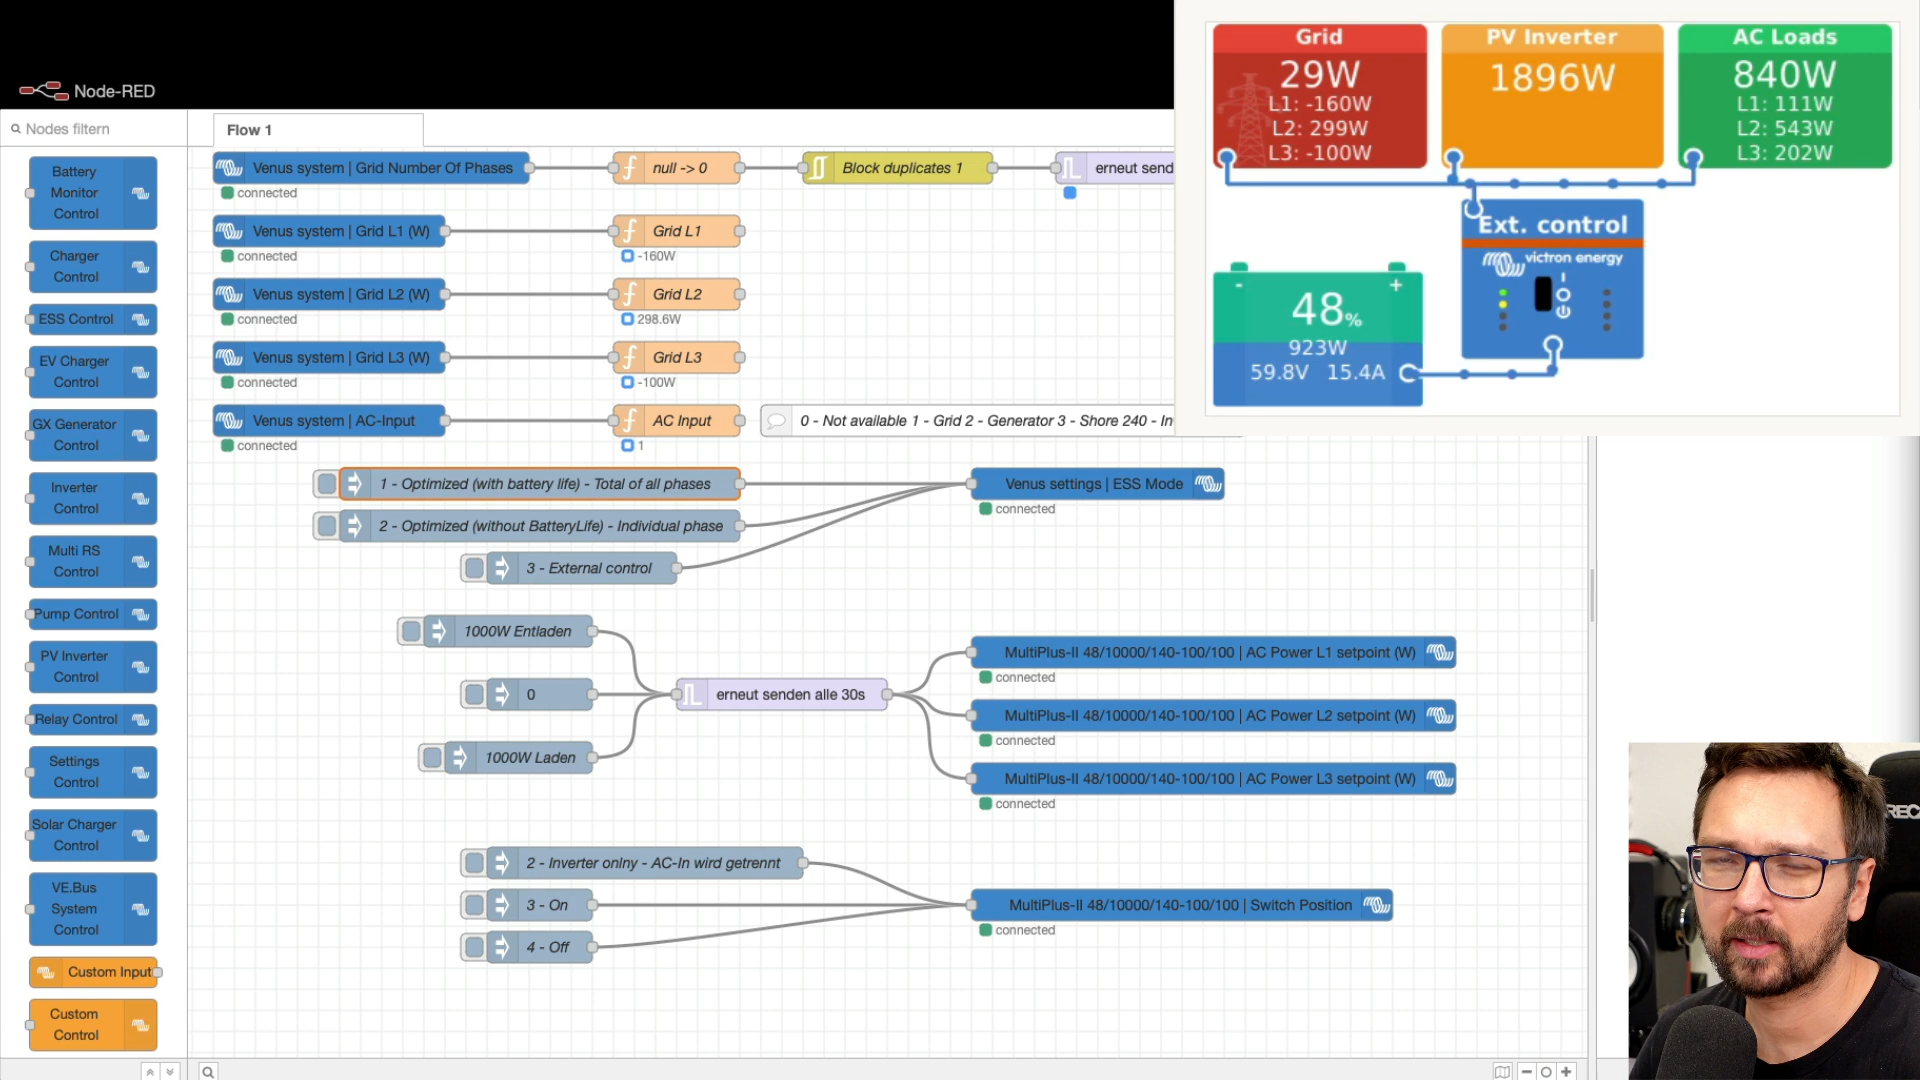 Node-RED
Nodes filtern
Battery
Monitor
Control
Charger
Control
ESS Control
EV Charger
Control
GX Generator
Control
Inverter
Control
Multi RS
Control
Pump Control
PV Inverter
Control
Relay Control
Settings
Control
Solar Charger
Control
VE.Bus
System
Control
Custom Input
Custom
Control
Flow 1
Venus system | Grid Number Of Phases
connected
null -> 0
Block duplicates 1
erneut send
Venus system | Grid L1 (W)
connected
Grid L1
-160W
Venus system | Grid L2 (W)
connected
Grid L2
298.6W
Venus system | Grid L3 (W)
connected
Grid L3
-100W
Venus system | AC-Input
connected
AC Input
1
0 - Not available 1 - Grid 2 - Generator 3 - Shore 240 - In
1 - Optimized (with battery life) - Total of all phases
2 - Optimized (without BatteryLife) - Individual phase
3 - External control
Venus settings | ESS Mode
connected
1000W Entladen
0
1000W Laden
erneut senden alle 30s
MultiPlus-II 48/10000/140-100/100 | AC Power L1 setpoint (W)
connected
MultiPlus-II 48/10000/140-100/100 | AC Power L2 setpoint (W)
connected
MultiPlus-II 48/10000/140-100/100 | AC Power L3 setpoint (W)
connected
2 - Inverter onlny - AC-In wird getrennt
3 - On
4 - Off
MultiPlus-II 48/10000/140-100/100 | Switch Position
connected
Grid
29W
L1: -160W
L2: 299W
L3: -100W
PV Inverter
1896W
AC Loads
840W
L1: 111W
L2: 543W
L3: 202W
Ext. control
victron energy
- +
48%
923W
59.8V 15.4A
REC